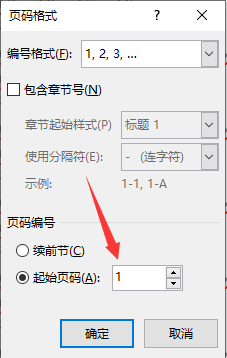 页码格式
编号格式(F): 1, 2, 3, ...
包含章节号(N)
章节起始样式(P) 标题 1
使用分隔符(E): - (连字符)
示例: 1-1, 1-A
页码编号
续前节(C)
起始页码(A): 1
确定 取消